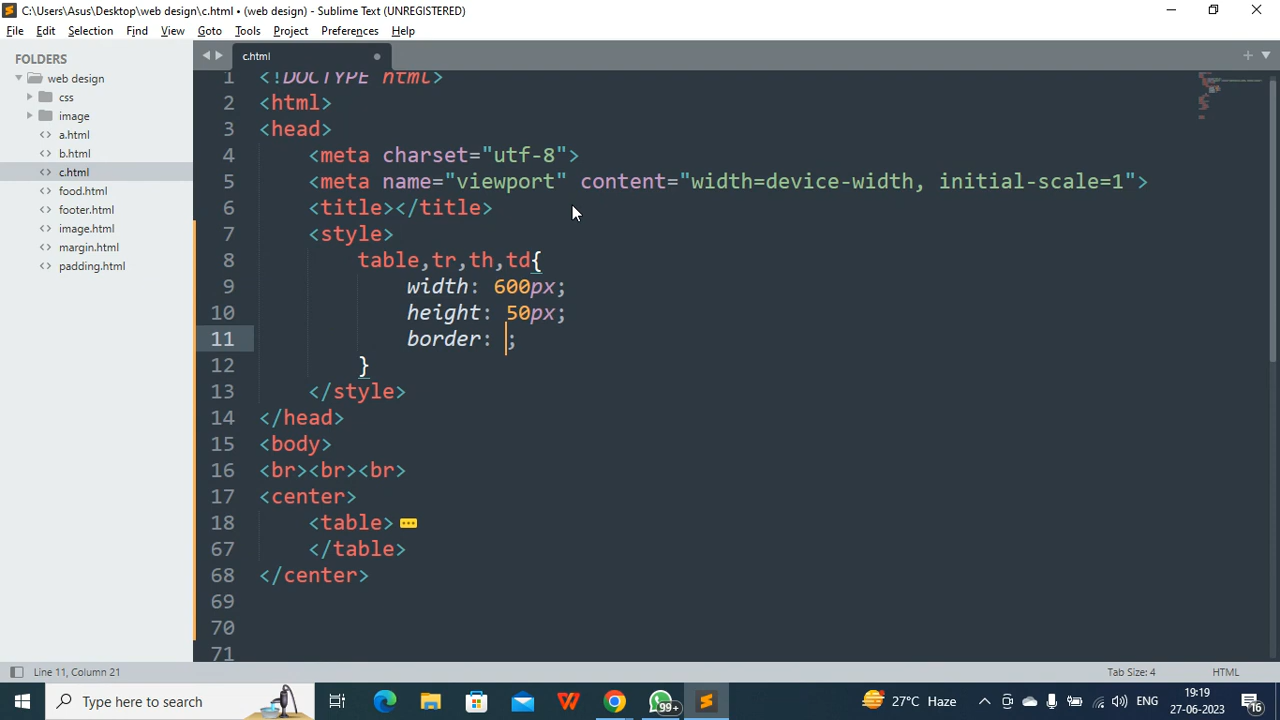 C:\Users\Asus\Desktop\web design\c.html • (web design) - Sublime Text (UNREGISTERED)
File Edit Selection Find View Goto Tools Project Preferences Help
FOLDERS
web design
css
image
a.html
b.html
c.html
food.html
footer.html
image.html
margin.html
padding.html
c.html
1 <!DOCTYPE html>
2 <html>
3 <head>
4 <meta charset="utf-8">
5 <meta name="viewport" content="width=device-width, initial-scale=1">
6 <title></title>
7 <style>
8 table,tr,th,td{
9 width: 600px;
10 height: 50px;
11 border: ;
12 }
13 </style>
14 </head>
15 <body>
16 <br><br><br>
17 <center>
18 <table>
67 </table>
68 </center>
69
70
71
Line 11, Column 21
Tab Size: 4
HTML
Type here to search
99+
27°C Haze
ENG
19:19
27-06-2023
16